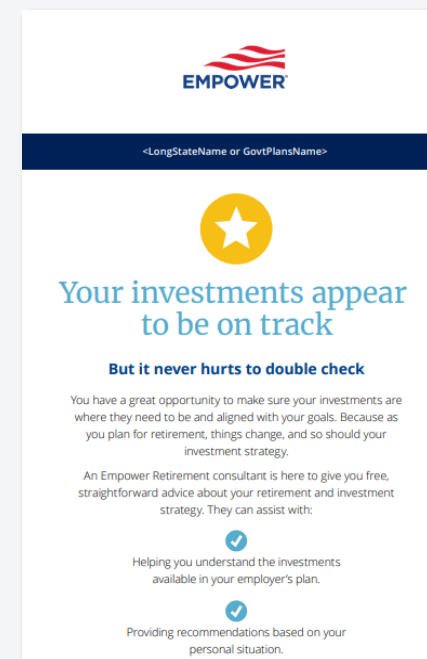 EMPOWER
<LongStateName or GovtPlansName>
Your investments appear
to be on track
But it never hurts to double check
You have a great opportunity to make sure your investments are
where they need to be and aligned with your goals. Because as
you plan for retirement, things change, and so should your
investment strategy.
An Empower Retirement consultant is here to give you free,
straightforward advice about your retirement and investment
strategy. They can assist with:
Helping you understand the investments
available in your employer's plan.
Providing recommendations based on your
personal situation.